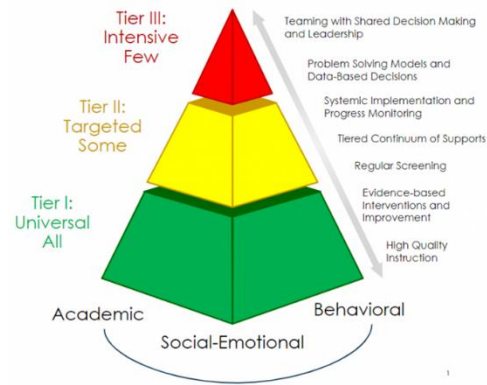 Tier III:
Intensive
Few
Tier II:
Targeted
Some
Tier I:
Universal
All
Teaming with Shared Decision Making
and Leadership
Problem Solving Models and
Data-Based Decisions
Systemic Implementation and
Progress Monitoring
Tiered Continuum of Supports
Regular Screening
Evidence-based
Interventions and
Improvement
High Quality
Instruction
Academic
Social-Emotional
Behavioral
1